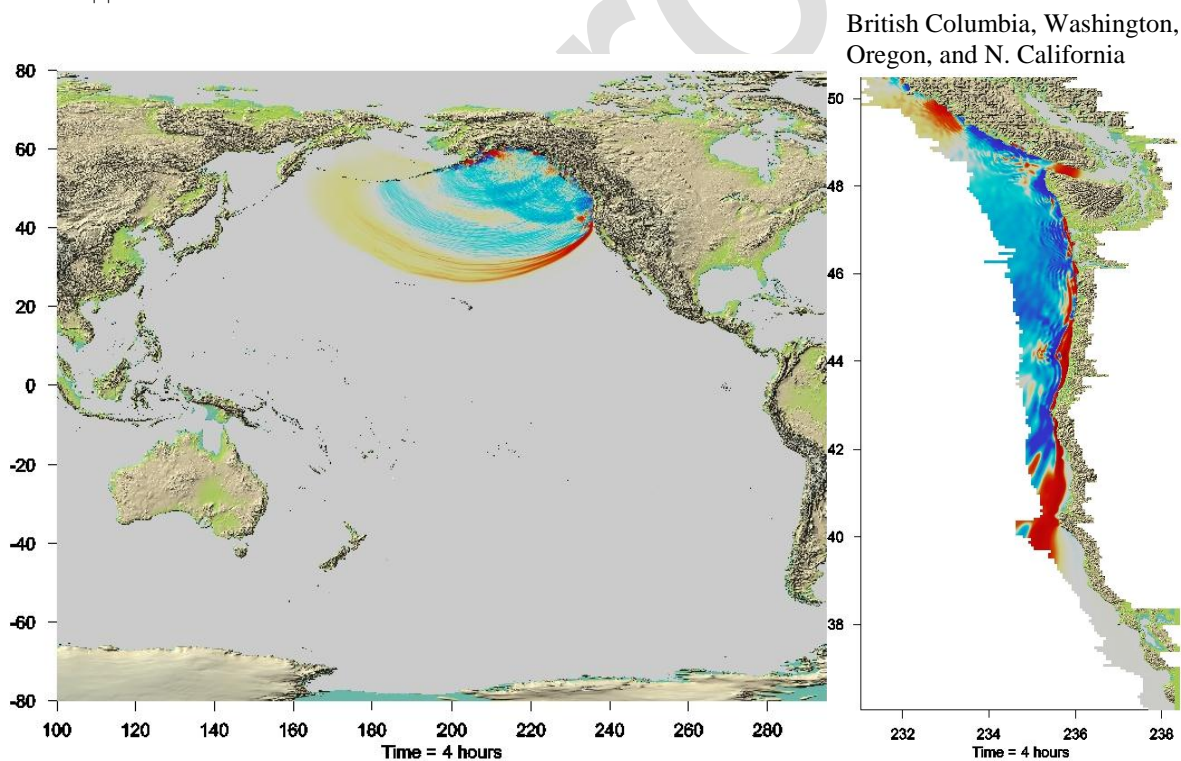 British Columbia, Washington,
Oregon, and N. California
80
60
40
20
0
-20
-40
-60
-80
100 120 140 160 180 200 220 240 260 280
Time = 4 hours
50
48
46
44
42
40
38
232 234 236 238
Time = 4 hours